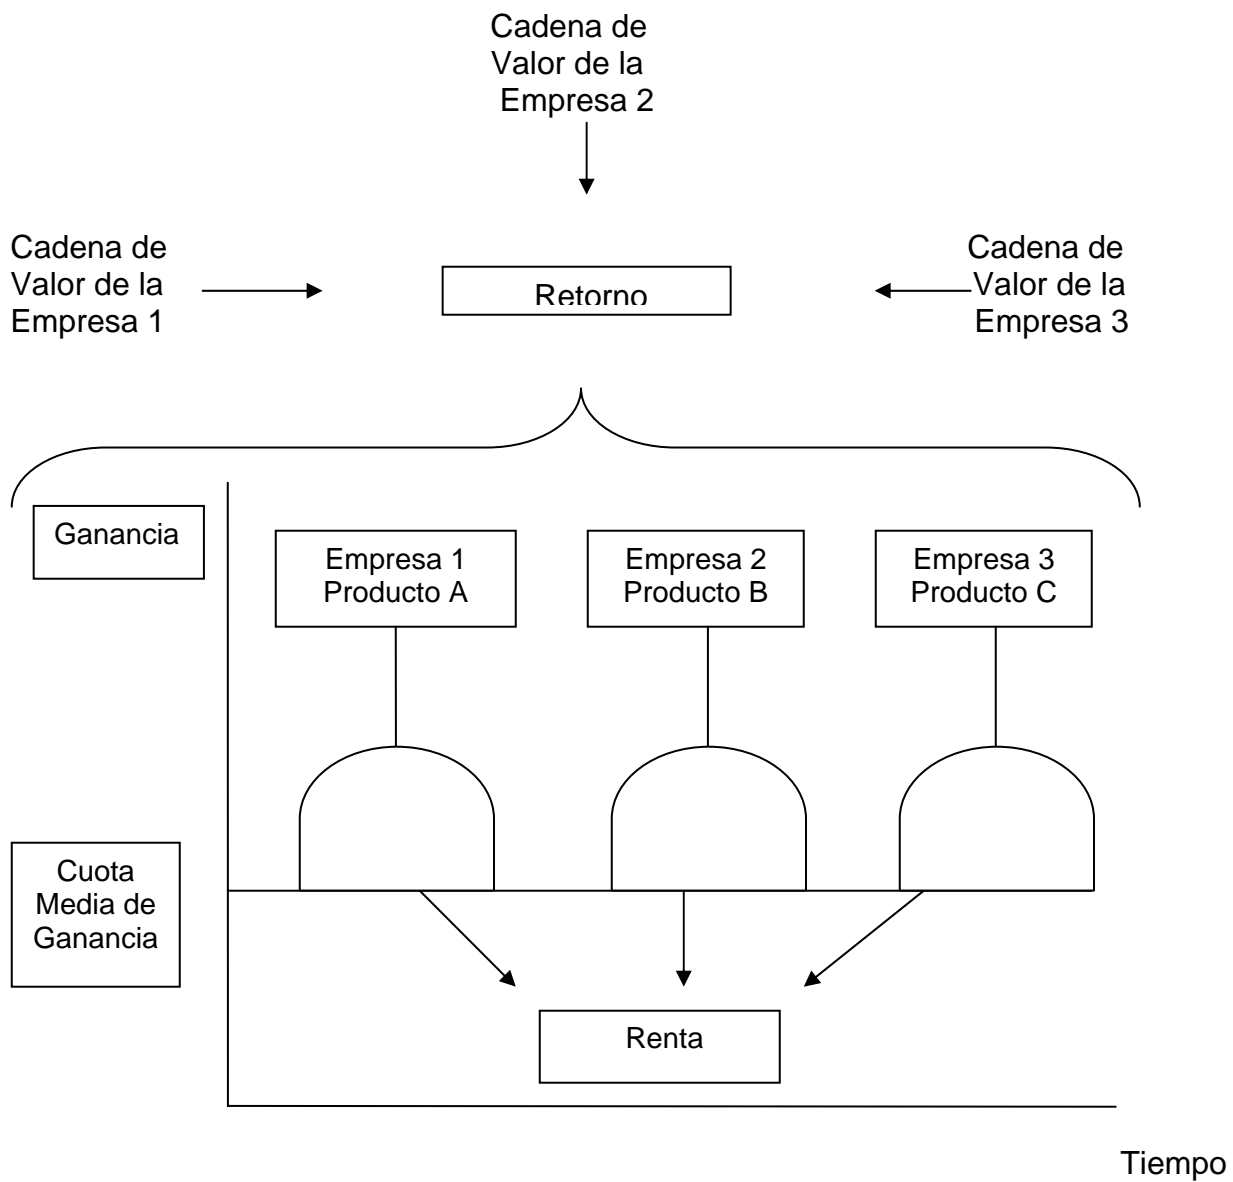 Cadena de
Valor de la
Empresa 2
Cadena de
Valor de la
Empresa 1
Retorno
Cadena de
Valor de la
Empresa 3
Ganancia
Empresa 1
Producto A
Empresa 2
Producto B
Empresa 3
Producto C
Cuota
Media de
Ganancia
Renta
Tiempo